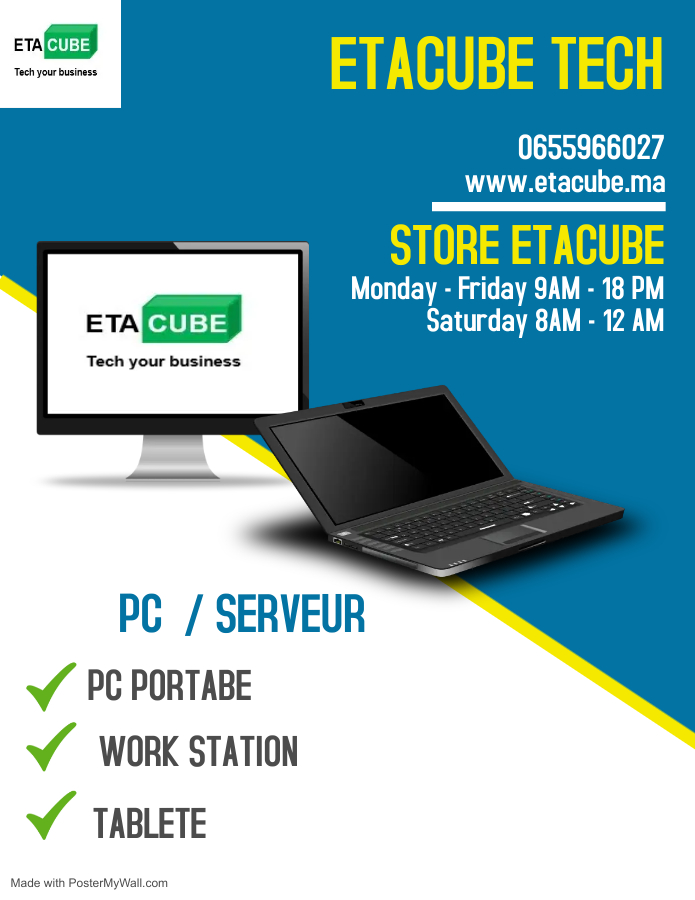 ETA CUBE
Tech your business
ETACUBE TECH
0655966027
www.etacube.ma
STORE ETACUBE
Monday - Friday 9AM - 18 PM
Saturday 8AM - 12 AM
ETA CUBE
Tech your business
PC / SERVEUR
PC PORTABE
WORK STATION
TABLETE
Made with PosterMyWall.com